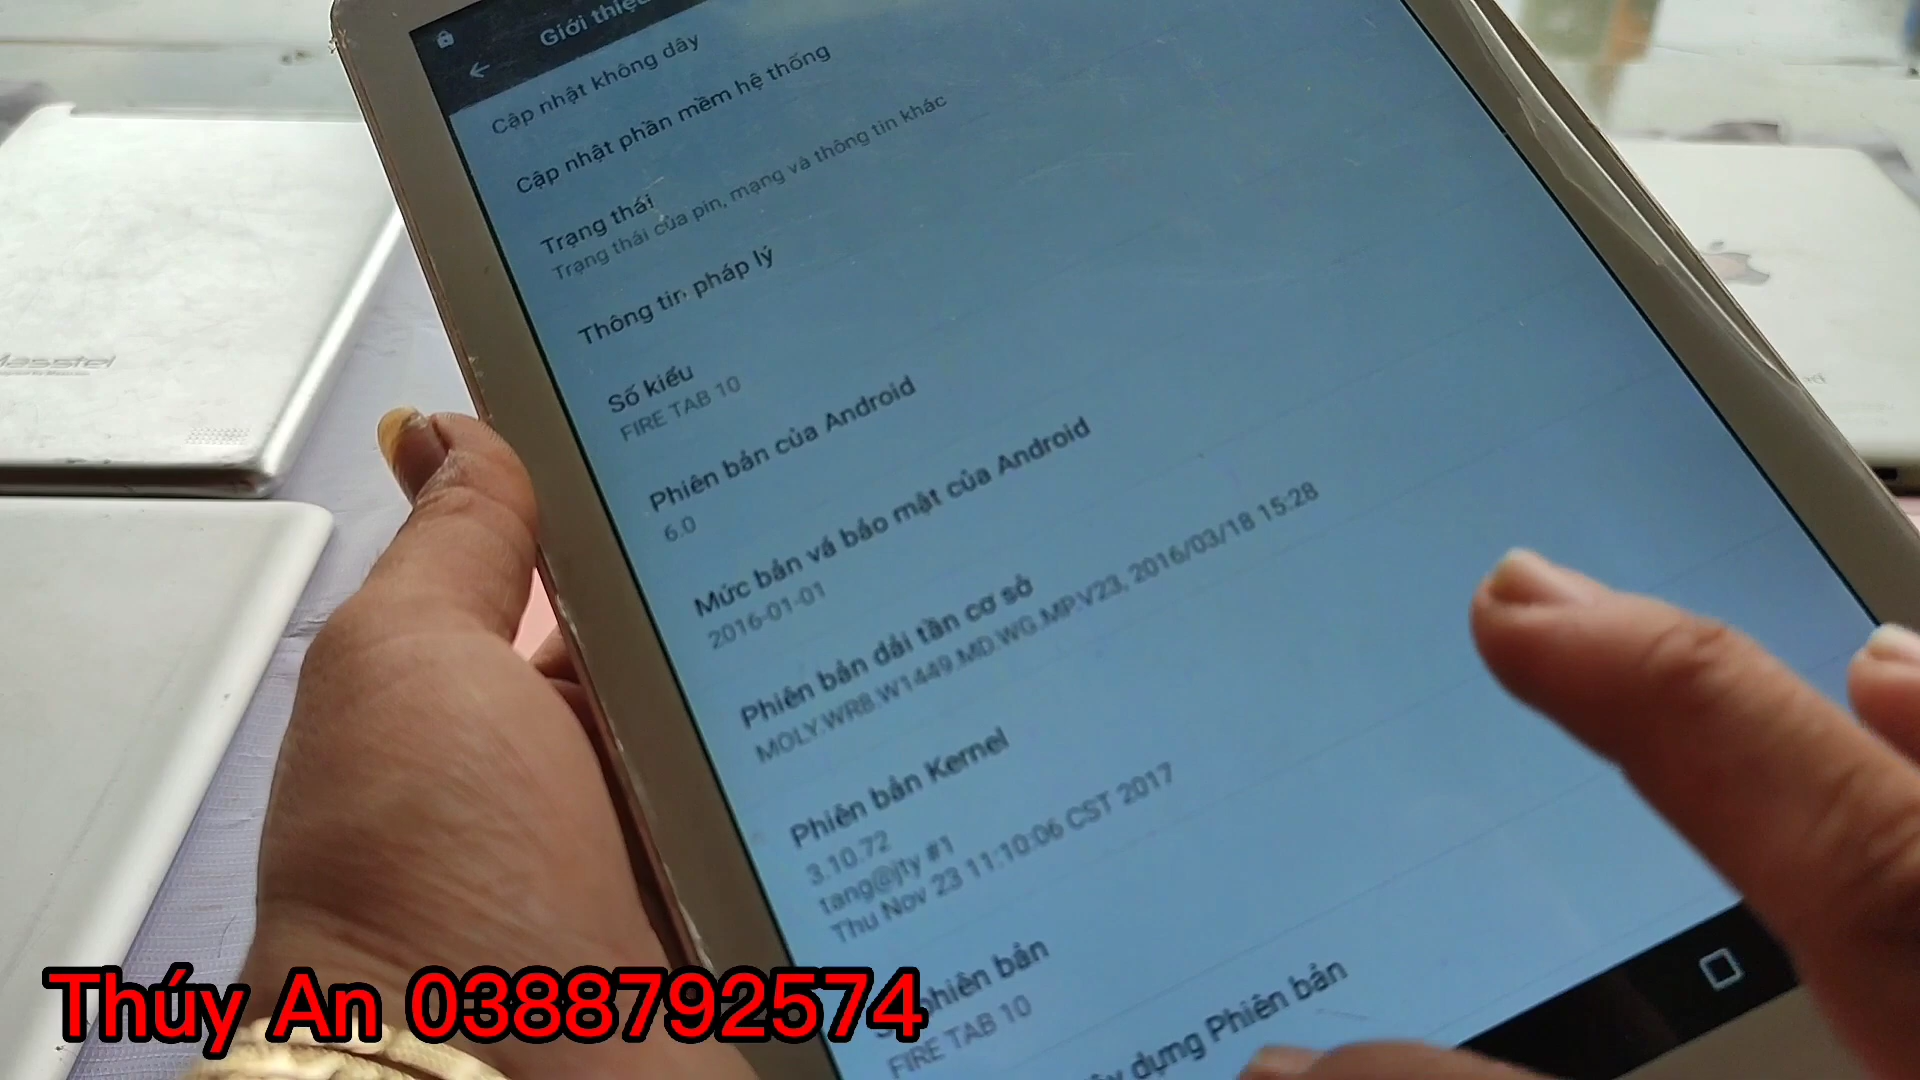 Giới thiệu
Cập nhật không dây
Cập nhật phần mềm hệ thống
Trạng thái
Trạng thái của pin, mạng và thông tin khác
Thông tin pháp lý
Số kiểu
FIRE TAB 10
Phiên bản của Android
6.0
Mức bản vá bảo mật của Android
2016-01-01
Phiên bản dải tần cơ sở
MOLY.WR8.W1449.MD.WG.MP.V23, 2016/03/18 15:28
Phiên bản Kernel
3.10.72
tang@jty #1
Thu Nov 23 11:10:06 CST 2017
phiên bản
FIRE TAB 10
dựng Phiên bản
Masstel
Thúy An 0388792574